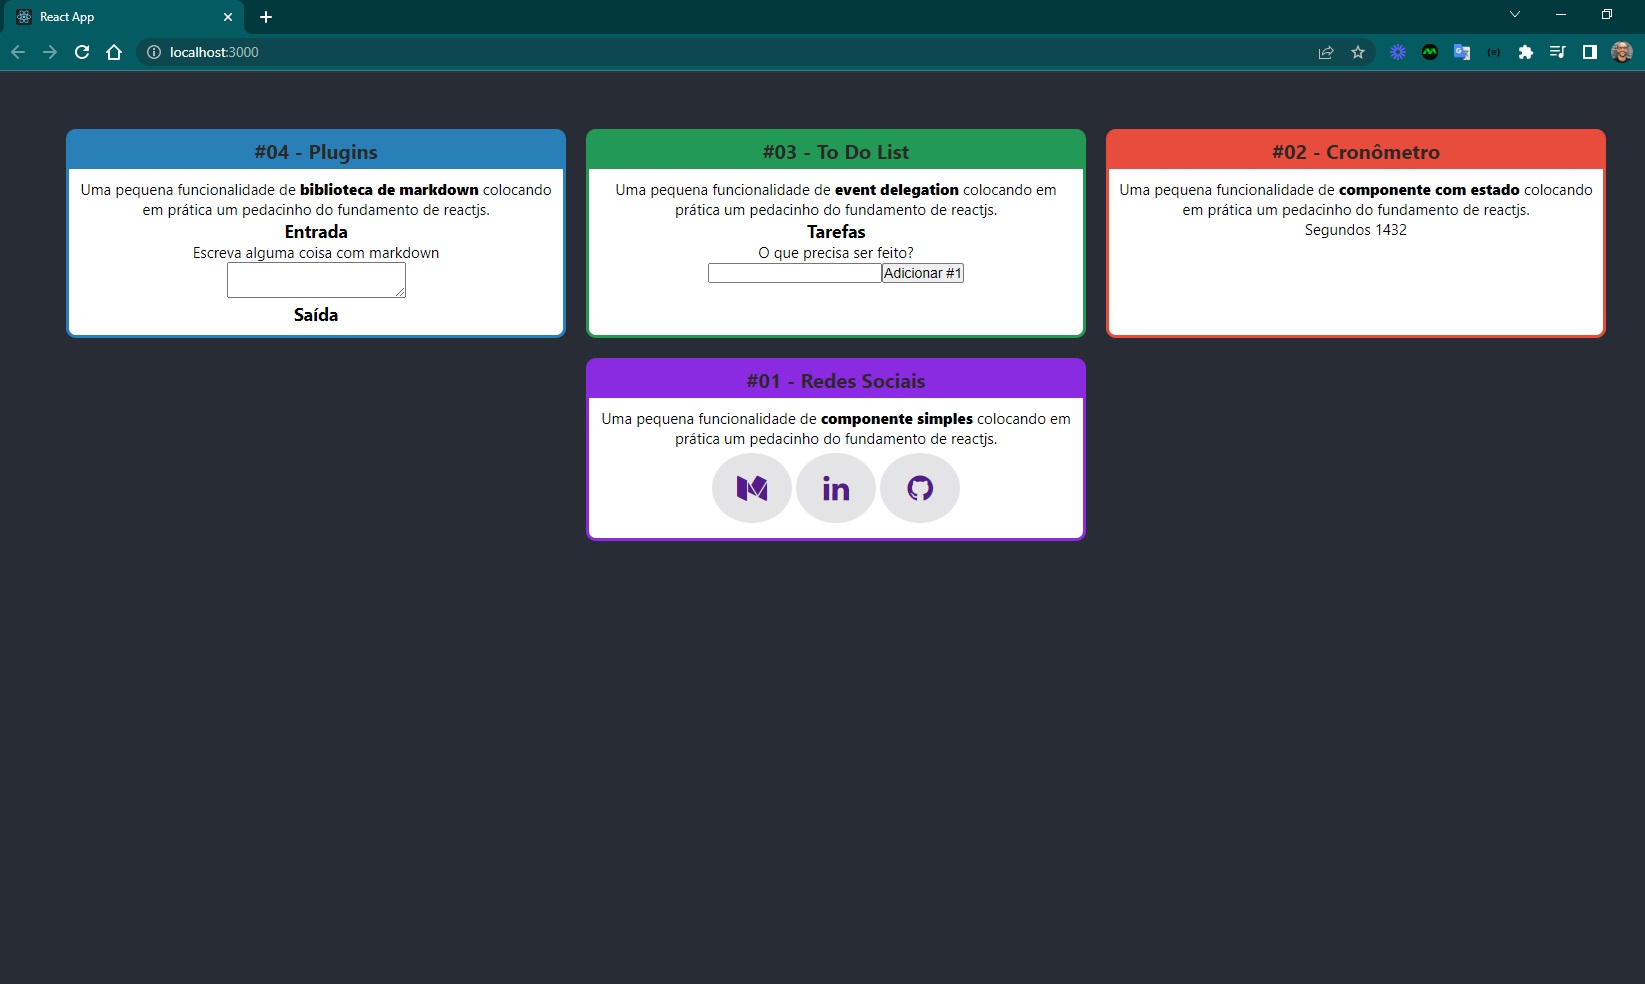 React App
localhost:3000
#04 - Plugins
Uma pequena funcionalidade de biblioteca de markdown colocando
em prática um pedacinho do fundamento de reactjs.
Entrada
Escreva alguma coisa com markdown
Saída
#03 - To Do List
Uma pequena funcionalidade de event delegation colocando em
prática um pedacinho do fundamento de reactjs.
Tarefas
O que precisa ser feito?
Adicionar #1
#02 - Cronômetro
Uma pequena funcionalidade de componente com estado colocando
em prática um pedacinho do fundamento de reactjs.
Segundos 1432
#01 - Redes Sociais
Uma pequena funcionalidade de componente simples colocando em
prática um pedacinho do fundamento de reactjs.
in